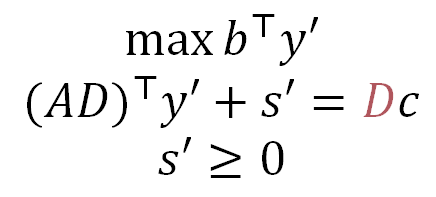 max b⊤y′
(AD)⊤y′ + s′ = Dc
s′ ≥ 0